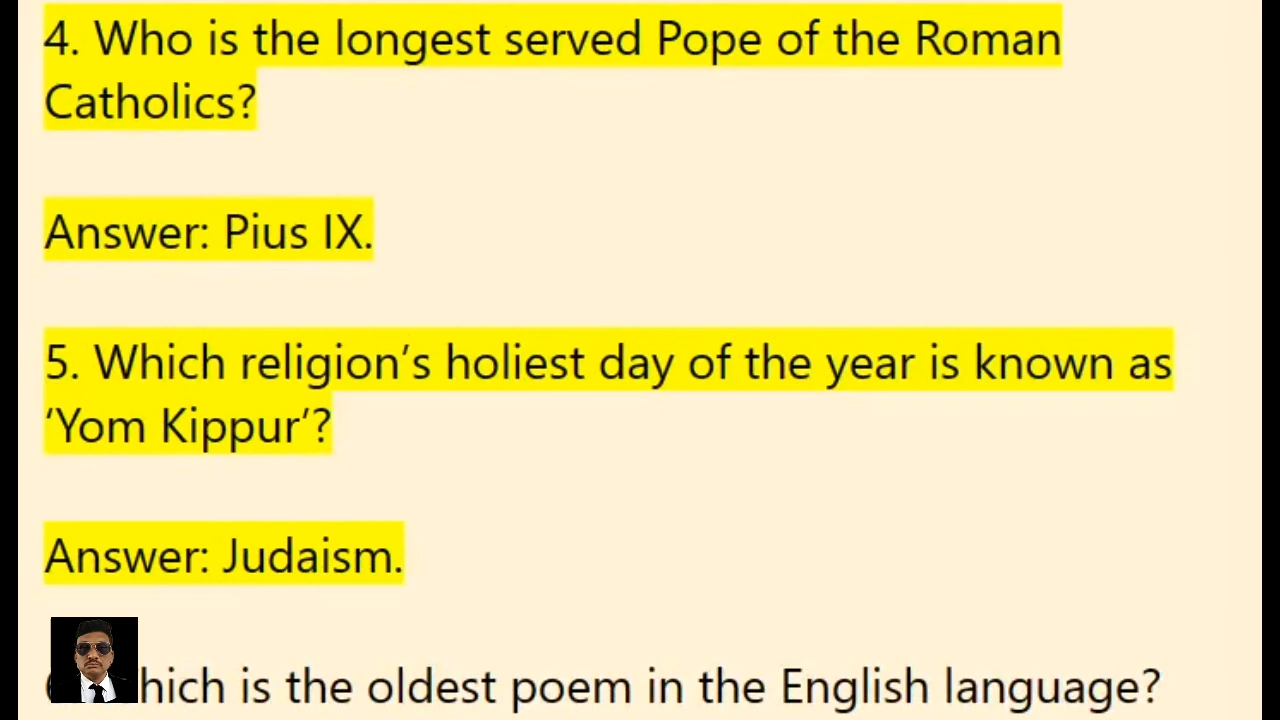 4. Who is the longest served Pope of the Roman
Catholics?
Answer: Pius IX.
5. Which religion’s holiest day of the year is known as
‘Yom Kippur’?
Answer: Judaism.
hich is the oldest poem in the English language?